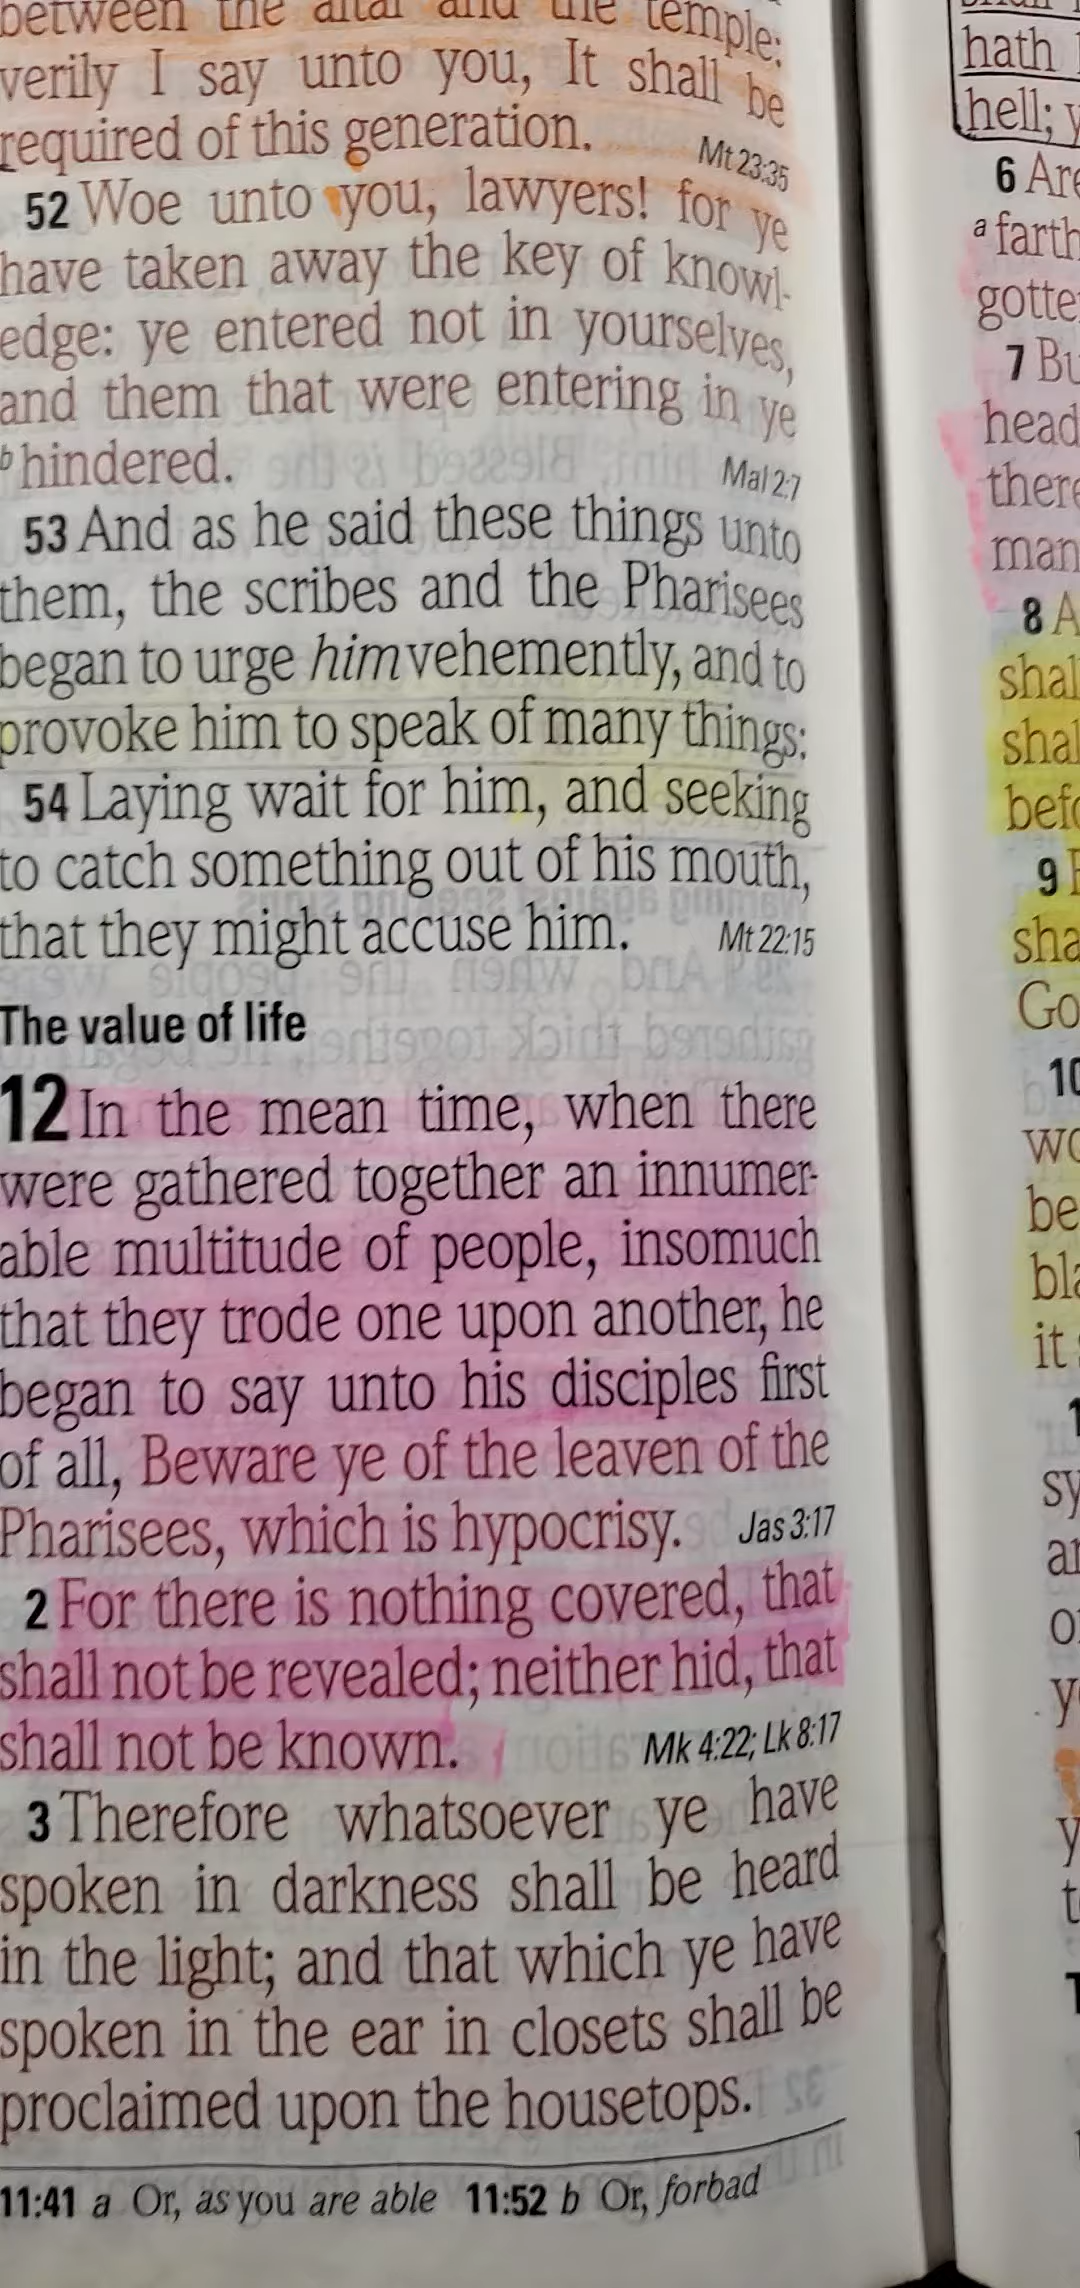 between the altar and the temple:
verily I say unto you, It shall be
required of this generation.
Mt 23:35
52 Woe unto you, lawyers! for ye
have taken away the key of knowl-
edge: ye entered not in yourselves,
and them that were entering in ye
b hindered.
Mal 2:7
53 And as he said these things unto
them, the scribes and the Pharisees
began to urge him vehemently, and to
provoke him to speak of many things:
54 Laying wait for him, and seeking
to catch something out of his mouth,
that they might accuse him. Mt 22:15
The value of life
12 In the mean time, when there
were gathered together an innumer-
able multitude of people, insomuch
that they trode one upon another, he
began to say unto his disciples first
of all, Beware ye of the leaven of the
Pharisees, which is hypocrisy. Jas 3:17
2 For there is nothing covered, that
shall not be revealed; neither hid, that
shall not be known. Mk 4:22; Lk 8:17
3 Therefore whatsoever ye have
spoken in darkness shall be heard
in the light; and that which ye have
spoken in the ear in closets shall be
proclaimed upon the housetops.
11:41 a Or, as you are able 11:52 b Or, forbad
hath
hell; y
6 Are
a farth
gotte
7 Bu
head
there
man
8 A
shal
shal
befo
9
sha
Go
10
wo
be
bla
it
sy
an
y
y